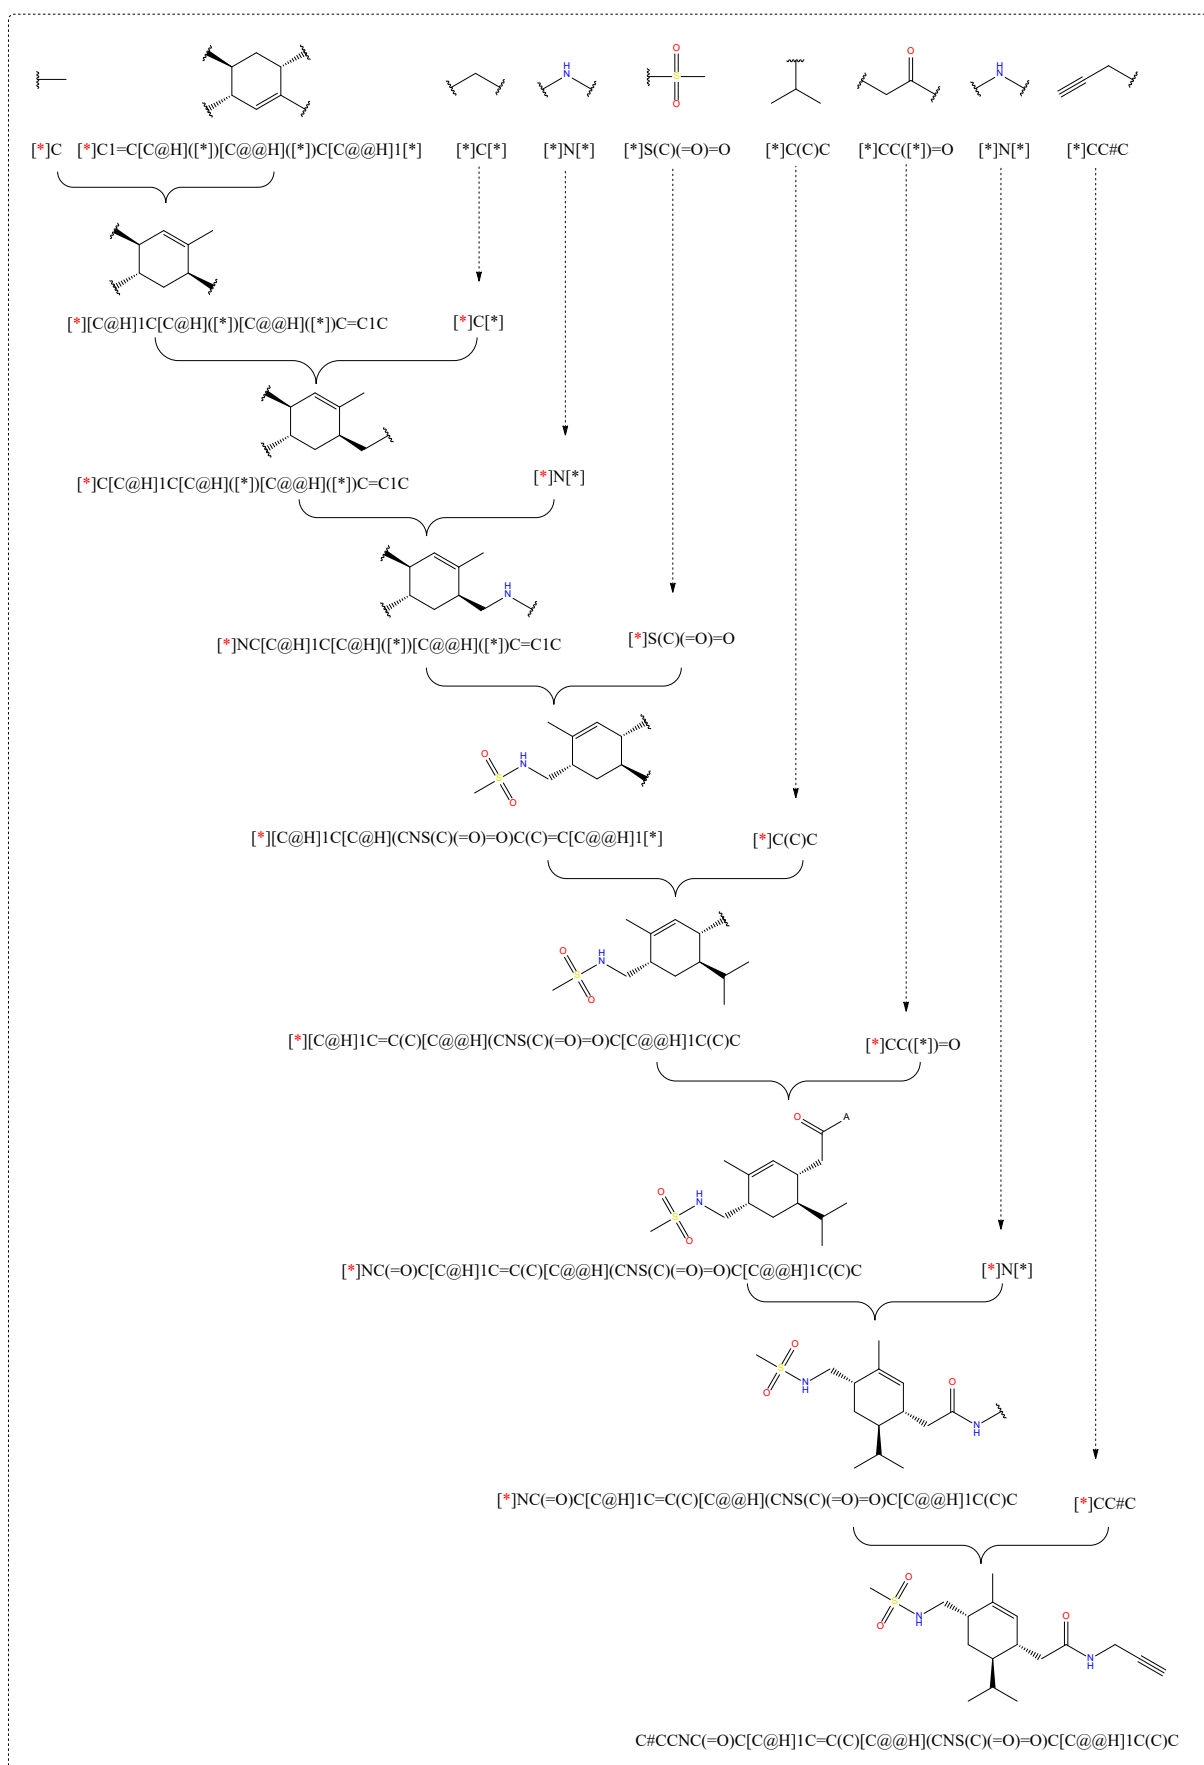 H
N
O
S
O
O
H
N
[*]C [*]C1=C[C@H]([*])[C@@H]([*])C[C@@H]1[*] [*]C[*] [*]N[*] [*]S(C)(=O)=O [*]C(C)C [*]CC([*])=O [*]N[*] [*]CC#C
[*][C@H]1C[C@H]([*])[C@@H]([*])C=C1C [*]C[*]
[*]C[C@H]1C[C@H]([*])[C@@H]([*])C=C1C [*]N[*]
H
N
[*]NC[C@H]1C[C@H]([*])[C@@H]([*])C=C1C [*]S(C)(=O)=O
O
S
O
H
N
[*][C@H]1C[C@H](CNS(C)(=O)=O)C(C)=C[C@@H]1[*] [*]C(C)C
O
S
O
H
N
[*][C@H]1C=C(C)[C@@H](CNS(C)(=O)=O)C[C@@H]1C(C)C [*]CC([*])=O
O A
O
S
O
H
N
[*]NC(=O)C[C@H]1C=C(C)[C@@H](CNS(C)(=O)=O)C[C@@H]1C(C)C [*]N[*]
O
S
O
N
H
O
N
H
[*]NC(=O)C[C@H]1C=C(C)[C@@H](CNS(C)(=O)=O)C[C@@H]1C(C)C [*]CC#C
O
S
O
N
H
O
N
H
C#CCNC(=O)C[C@H]1C=C(C)[C@@H](CNS(C)(=O)=O)C[C@@H]1C(C)C